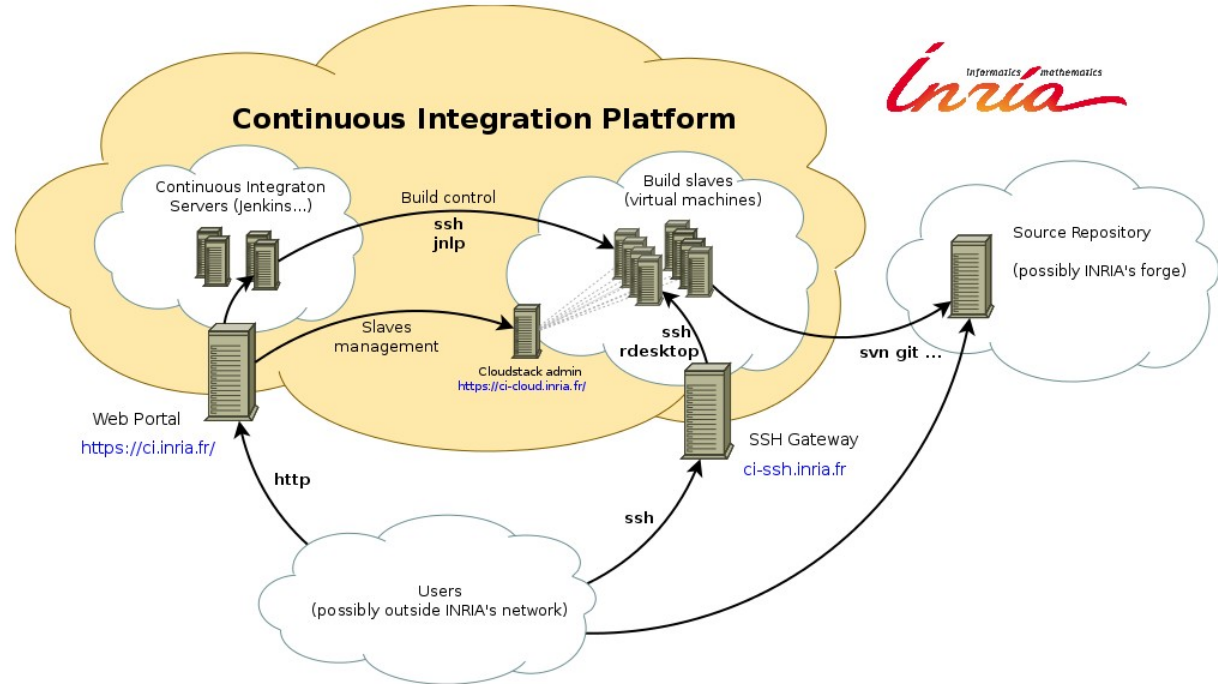 informatics mathematics
Inría
Continuous Integration Platform
Continuous Integraton
Servers (Jenkins...)
Build control
ssh
jnlp
Build slaves
(virtual machines)
Source Repository
(possibly INRIA's forge)
Slaves
management
Cloudstack admin
https://ci-cloud.inria.fr/
ssh
rdesktop
svn git ...
Web Portal
https://ci.inria.fr/
SSH Gateway
ci-ssh.inria.fr
http
ssh
Users
(possibly outside INRIA's network)